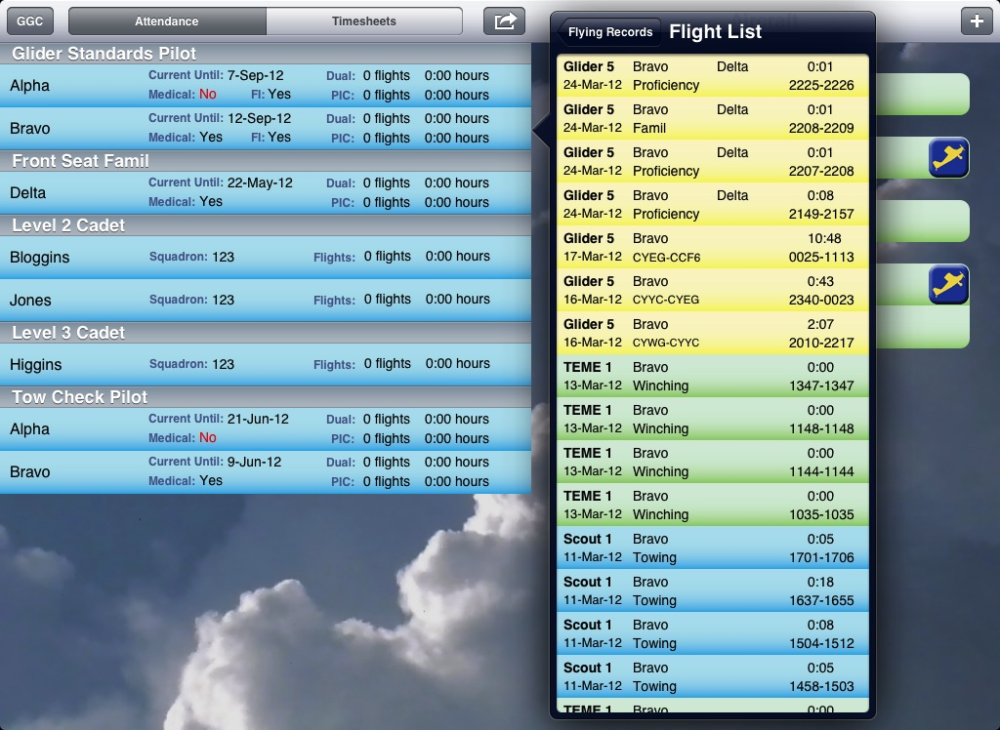 GGC
Attendance
Timesheets
Glider Standards Pilot
Alpha
Current Until: 7-Sep-12 Dual: 0 flights 0:00 hours
Medical: No FI: Yes PIC: 0 flights 0:00 hours
Bravo
Current Until: 12-Sep-12 Dual: 0 flights 0:00 hours
Medical: Yes FI: Yes PIC: 0 flights 0:00 hours
Front Seat Famil
Delta
Current Until: 22-May-12 Dual: 0 flights 0:00 hours
Medical: Yes PIC: 0 flights 0:00 hours
Level 2 Cadet
Bloggins Squadron: 123 Flights: 0 flights 0:00 hours
Jones Squadron: 123 Flights: 0 flights 0:00 hours
Level 3 Cadet
Higgins Squadron: 123 Flights: 0 flights 0:00 hours
Tow Check Pilot
Alpha
Current Until: 21-Jun-12 Dual: 0 flights 0:00 hours
Medical: No PIC: 0 flights 0:00 hours
Bravo
Current Until: 9-Jun-12 Dual: 0 flights 0:00 hours
Medical: Yes PIC: 0 flights 0:00 hours
Flying Records
Flight List
Glider 5 Bravo Delta 0:01
24-Mar-12 Proficiency 2225-2226
Glider 5 Bravo Delta 0:01
24-Mar-12 Famil 2208-2209
Glider 5 Bravo Delta 0:01
24-Mar-12 Proficiency 2207-2208
Glider 5 Bravo Delta 0:08
24-Mar-12 Proficiency 2149-2157
Glider 5 Bravo 10:48
17-Mar-12 CYEG-CCF6 0025-1113
Glider 5 Bravo 0:43
16-Mar-12 CYYC-CYEG 2340-0023
Glider 5 Bravo 2:07
16-Mar-12 CYWG-CYYC 2010-2217
TEME 1 Bravo 0:00
13-Mar-12 Winching 1347-1347
TEME 1 Bravo 0:00
13-Mar-12 Winching 1148-1148
TEME 1 Bravo 0:00
13-Mar-12 Winching 1144-1144
TEME 1 Bravo 0:00
13-Mar-12 Winching 1035-1035
Scout 1 Bravo 0:05
11-Mar-12 Towing 1701-1706
Scout 1 Bravo 0:18
11-Mar-12 Towing 1637-1655
Scout 1 Bravo 0:08
11-Mar-12 Towing 1504-1512
Scout 1 Bravo 0:05
11-Mar-12 Towing 1458-1503
TEME 1 Bravo 0:00